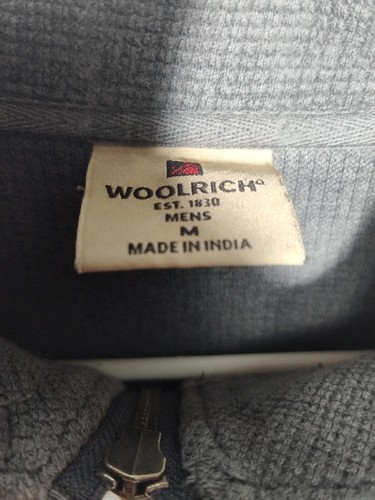 WOOLRICH®
EST. 1830
MENS
M
MADE IN INDIA